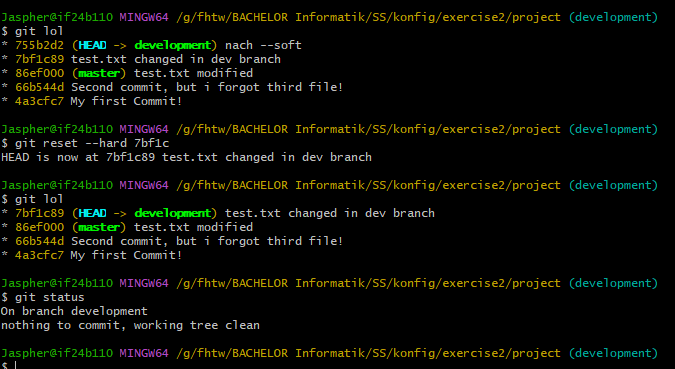 Jaspher@if24b110 MINGW64 /g/fhtw/BACHELOR Informatik/SS/konfig/exercise2/project (development)
$ git lol
* 755b2d2 (HEAD -> development) nach --soft
* 7bf1c89 test.txt changed in dev branch
* 86ef000 (master) test.txt modified
* 66b544d Second commit, but i forgot third file!
* 4a3cfc7 My first Commit!
Jaspher@if24b110 MINGW64 /g/fhtw/BACHELOR Informatik/SS/konfig/exercise2/project (development)
$ git reset --hard 7bf1c
HEAD is now at 7bf1c89 test.txt changed in dev branch
Jaspher@if24b110 MINGW64 /g/fhtw/BACHELOR Informatik/SS/konfig/exercise2/project (development)
$ git lol
* 7bf1c89 (HEAD -> development) test.txt changed in dev branch
* 86ef000 (master) test.txt modified
* 66b544d Second commit, but i forgot third file!
* 4a3cfc7 My first Commit!
Jaspher@if24b110 MINGW64 /g/fhtw/BACHELOR Informatik/SS/konfig/exercise2/project (development)
$ git status
On branch development
nothing to commit, working tree clean
Jaspher@if24b110 MINGW64 /g/fhtw/BACHELOR Informatik/SS/konfig/exercise2/project (development)
$